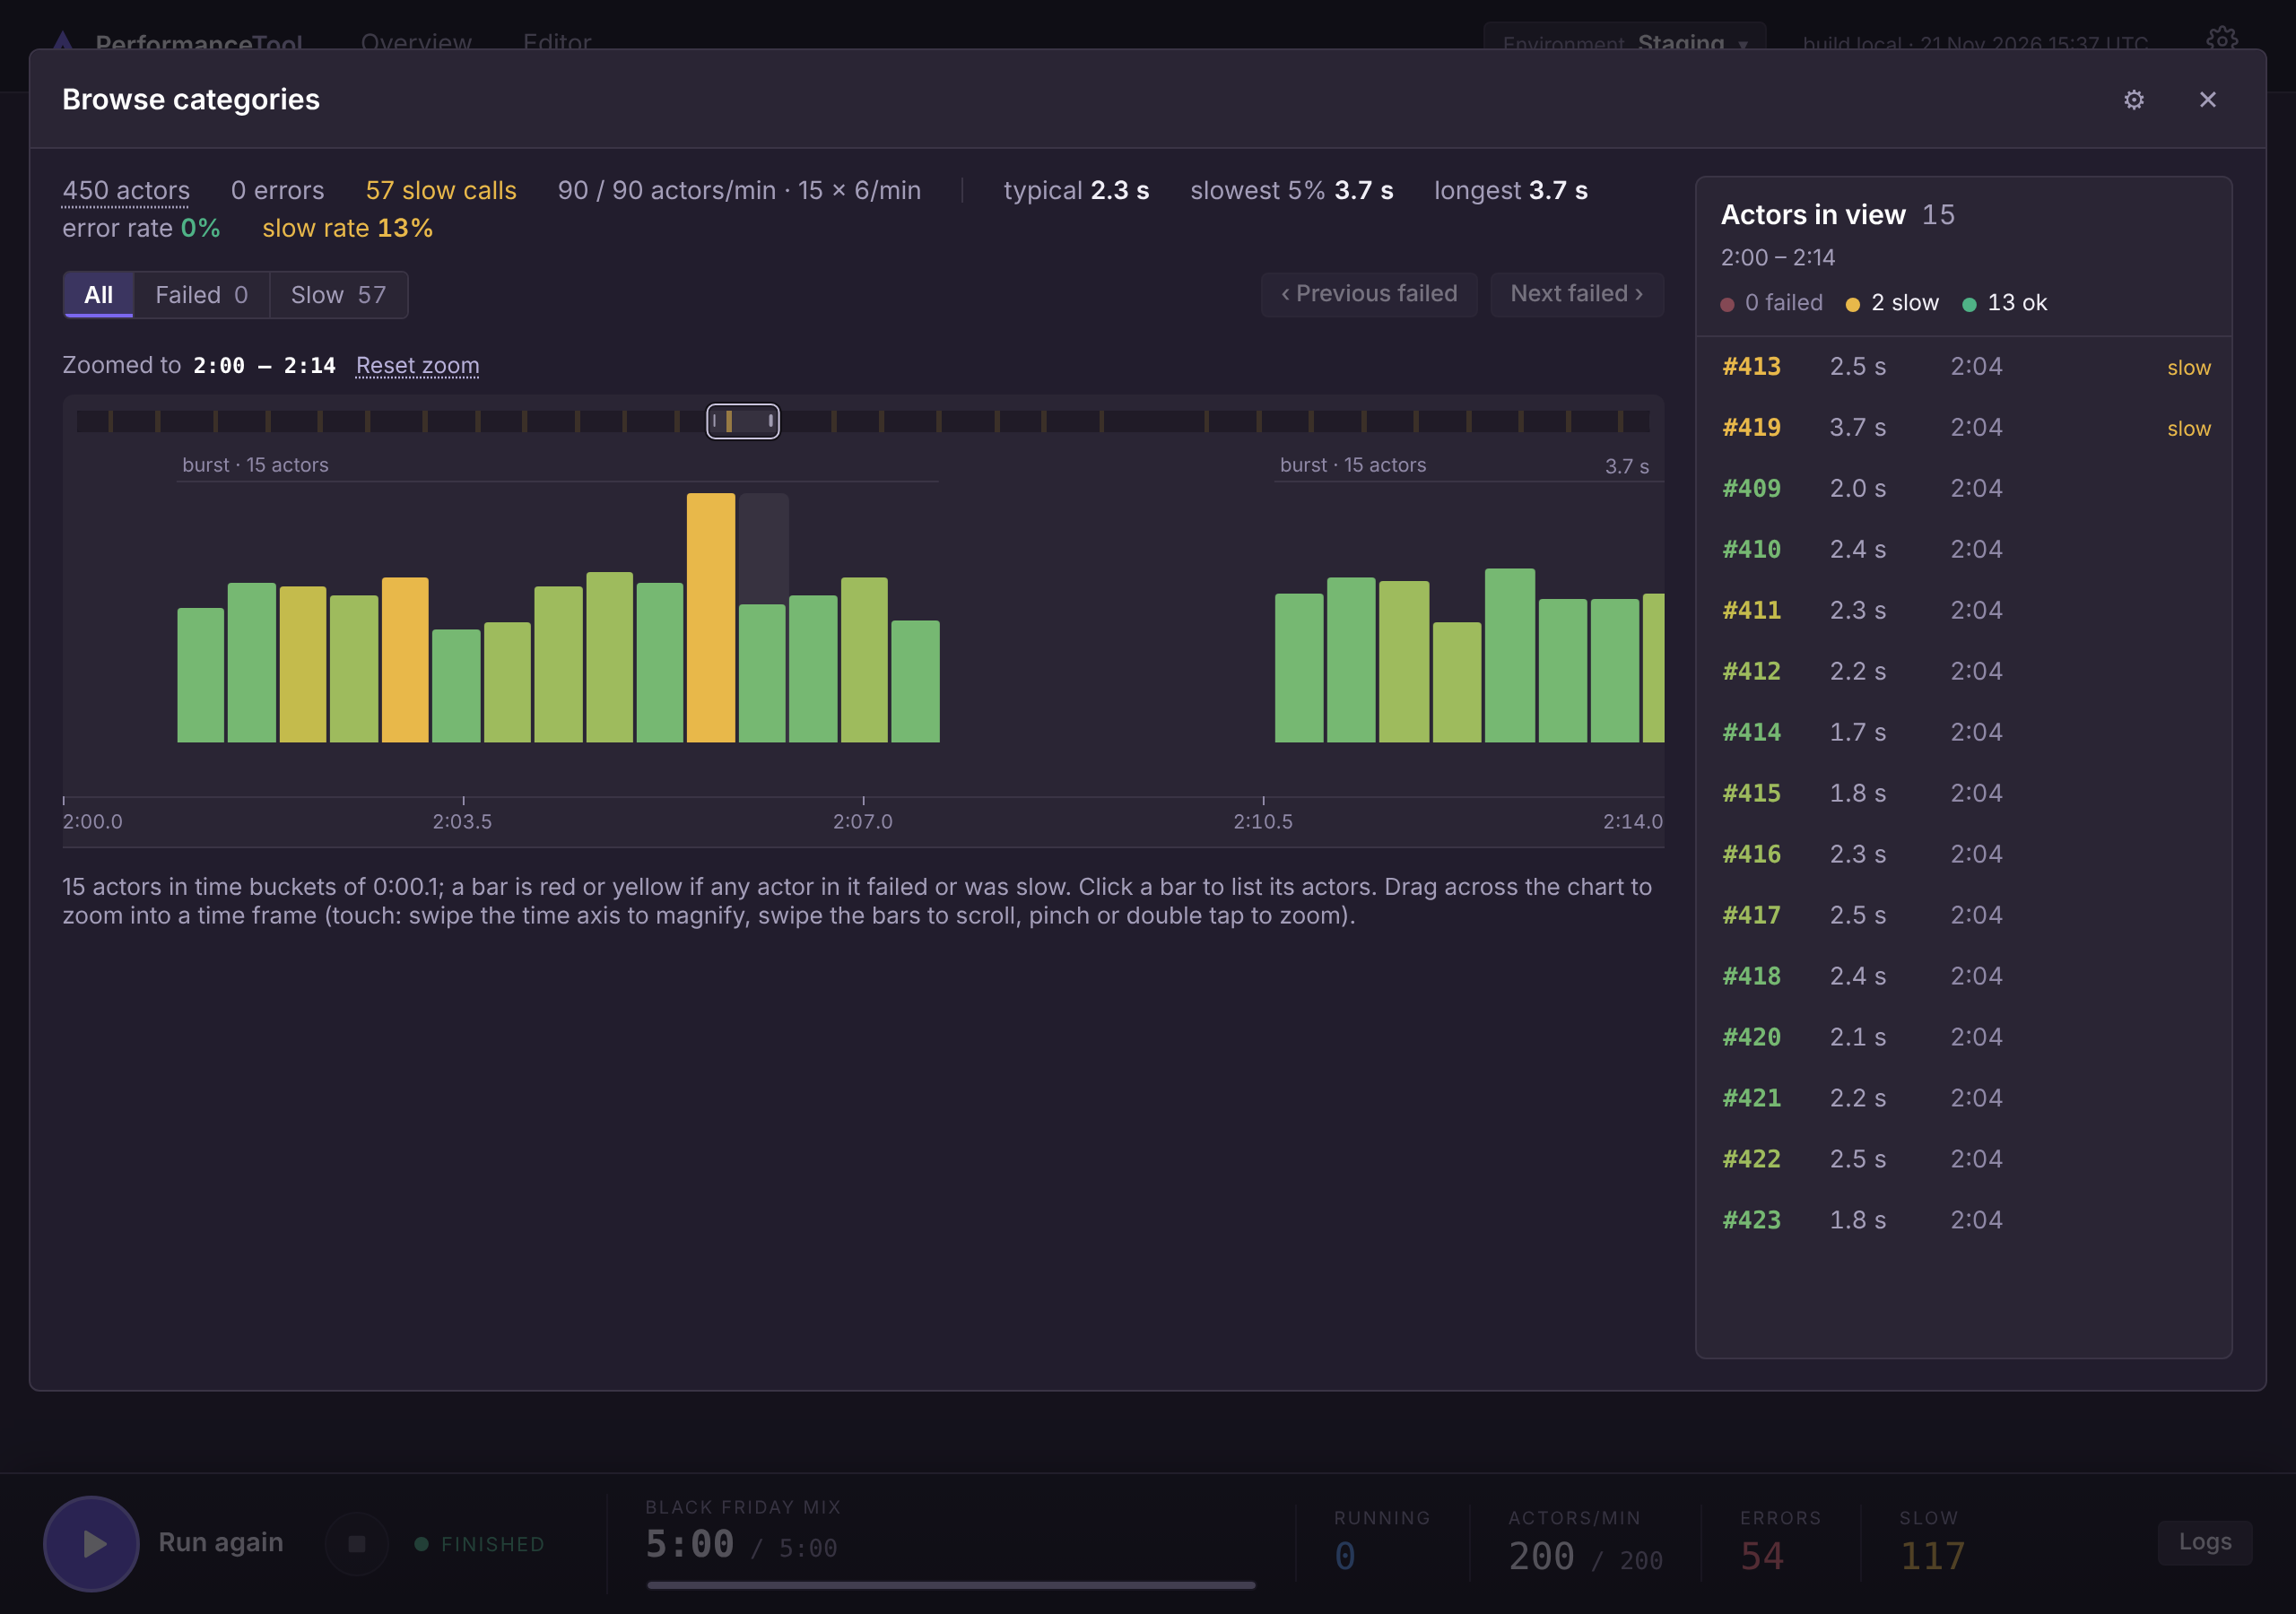 PerformanceTool Overview Editor Environment Staging ▾ build local · 21 Nov 2026 15:37 UTC
Browse categories
450 actors 0 errors 57 slow calls 90 / 90 actors/min · 15 × 6/min typical 2.3 s slowest 5% 3.7 s longest 3.7 s
error rate 0% slow rate 13%
All Failed 0 Slow 57 ‹ Previous failed Next failed ›
Zoomed to 2:00 – 2:14 Reset zoom
burst · 15 actors burst · 15 actors 3.7 s
2:00.0 2:03.5 2:07.0 2:10.5 2:14.0
15 actors in time buckets of 0:00.1; a bar is red or yellow if any actor in it failed or was slow. Click a bar to list its actors. Drag across the chart to
zoom into a time frame (touch: swipe the time axis to magnify, swipe the bars to scroll, pinch or double tap to zoom).
Actors in view 15
2:00 – 2:14
0 failed 2 slow 13 ok
#413 2.5 s 2:04 slow
#419 3.7 s 2:04 slow
#409 2.0 s 2:04
#410 2.4 s 2:04
#411 2.3 s 2:04
#412 2.2 s 2:04
#414 1.7 s 2:04
#415 1.8 s 2:04
#416 2.3 s 2:04
#417 2.5 s 2:04
#418 2.4 s 2:04
#420 2.1 s 2:04
#421 2.2 s 2:04
#422 2.5 s 2:04
#423 1.8 s 2:04
Run again FINISHED
BLACK FRIDAY MIX
5:00 / 5:00
RUNNING
0
ACTORS/MIN
200 / 200
ERRORS
54
SLOW
117
Logs